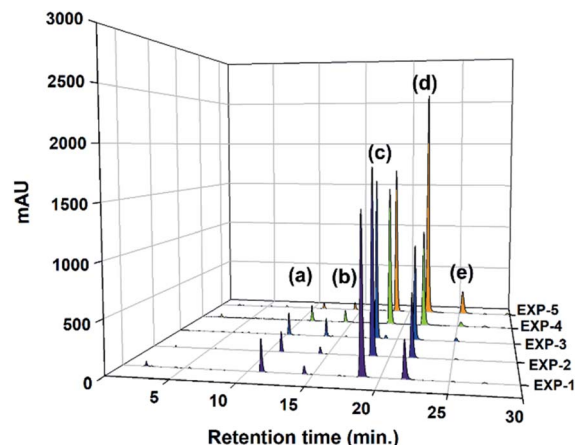 3000
2500
2000
1500
1000
500
0
mAU
(a)
(b)
(c)
(d)
(e)
EXP-5
EXP-4
EXP-3
EXP-2
EXP-1
5
10
15
20
25
30
Retention time (min.)